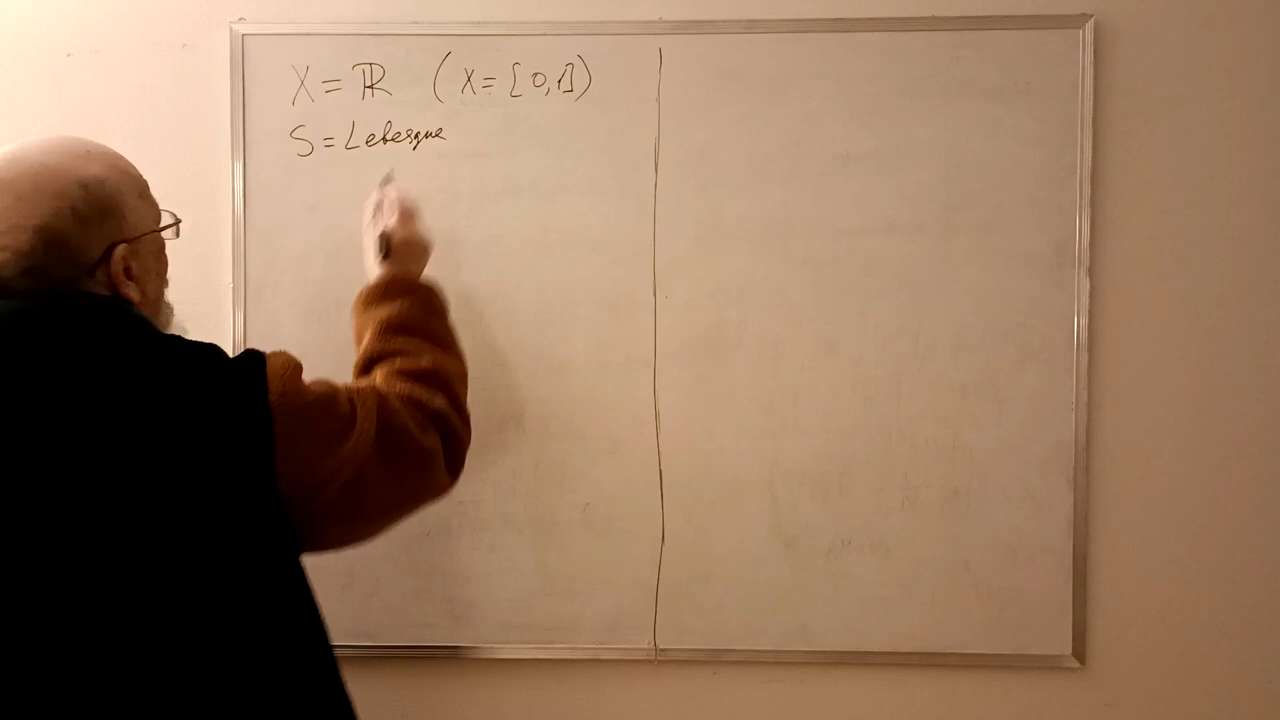 X = ℝ (X = [0,1])
S = Lebesgue